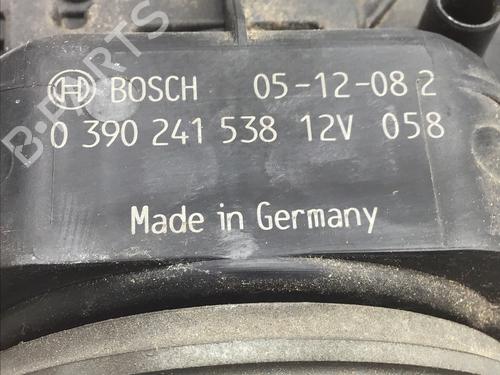 BOSCH 05-12-08 2
0 390 241 538 12V 058
Made in Germany
B-PARTS